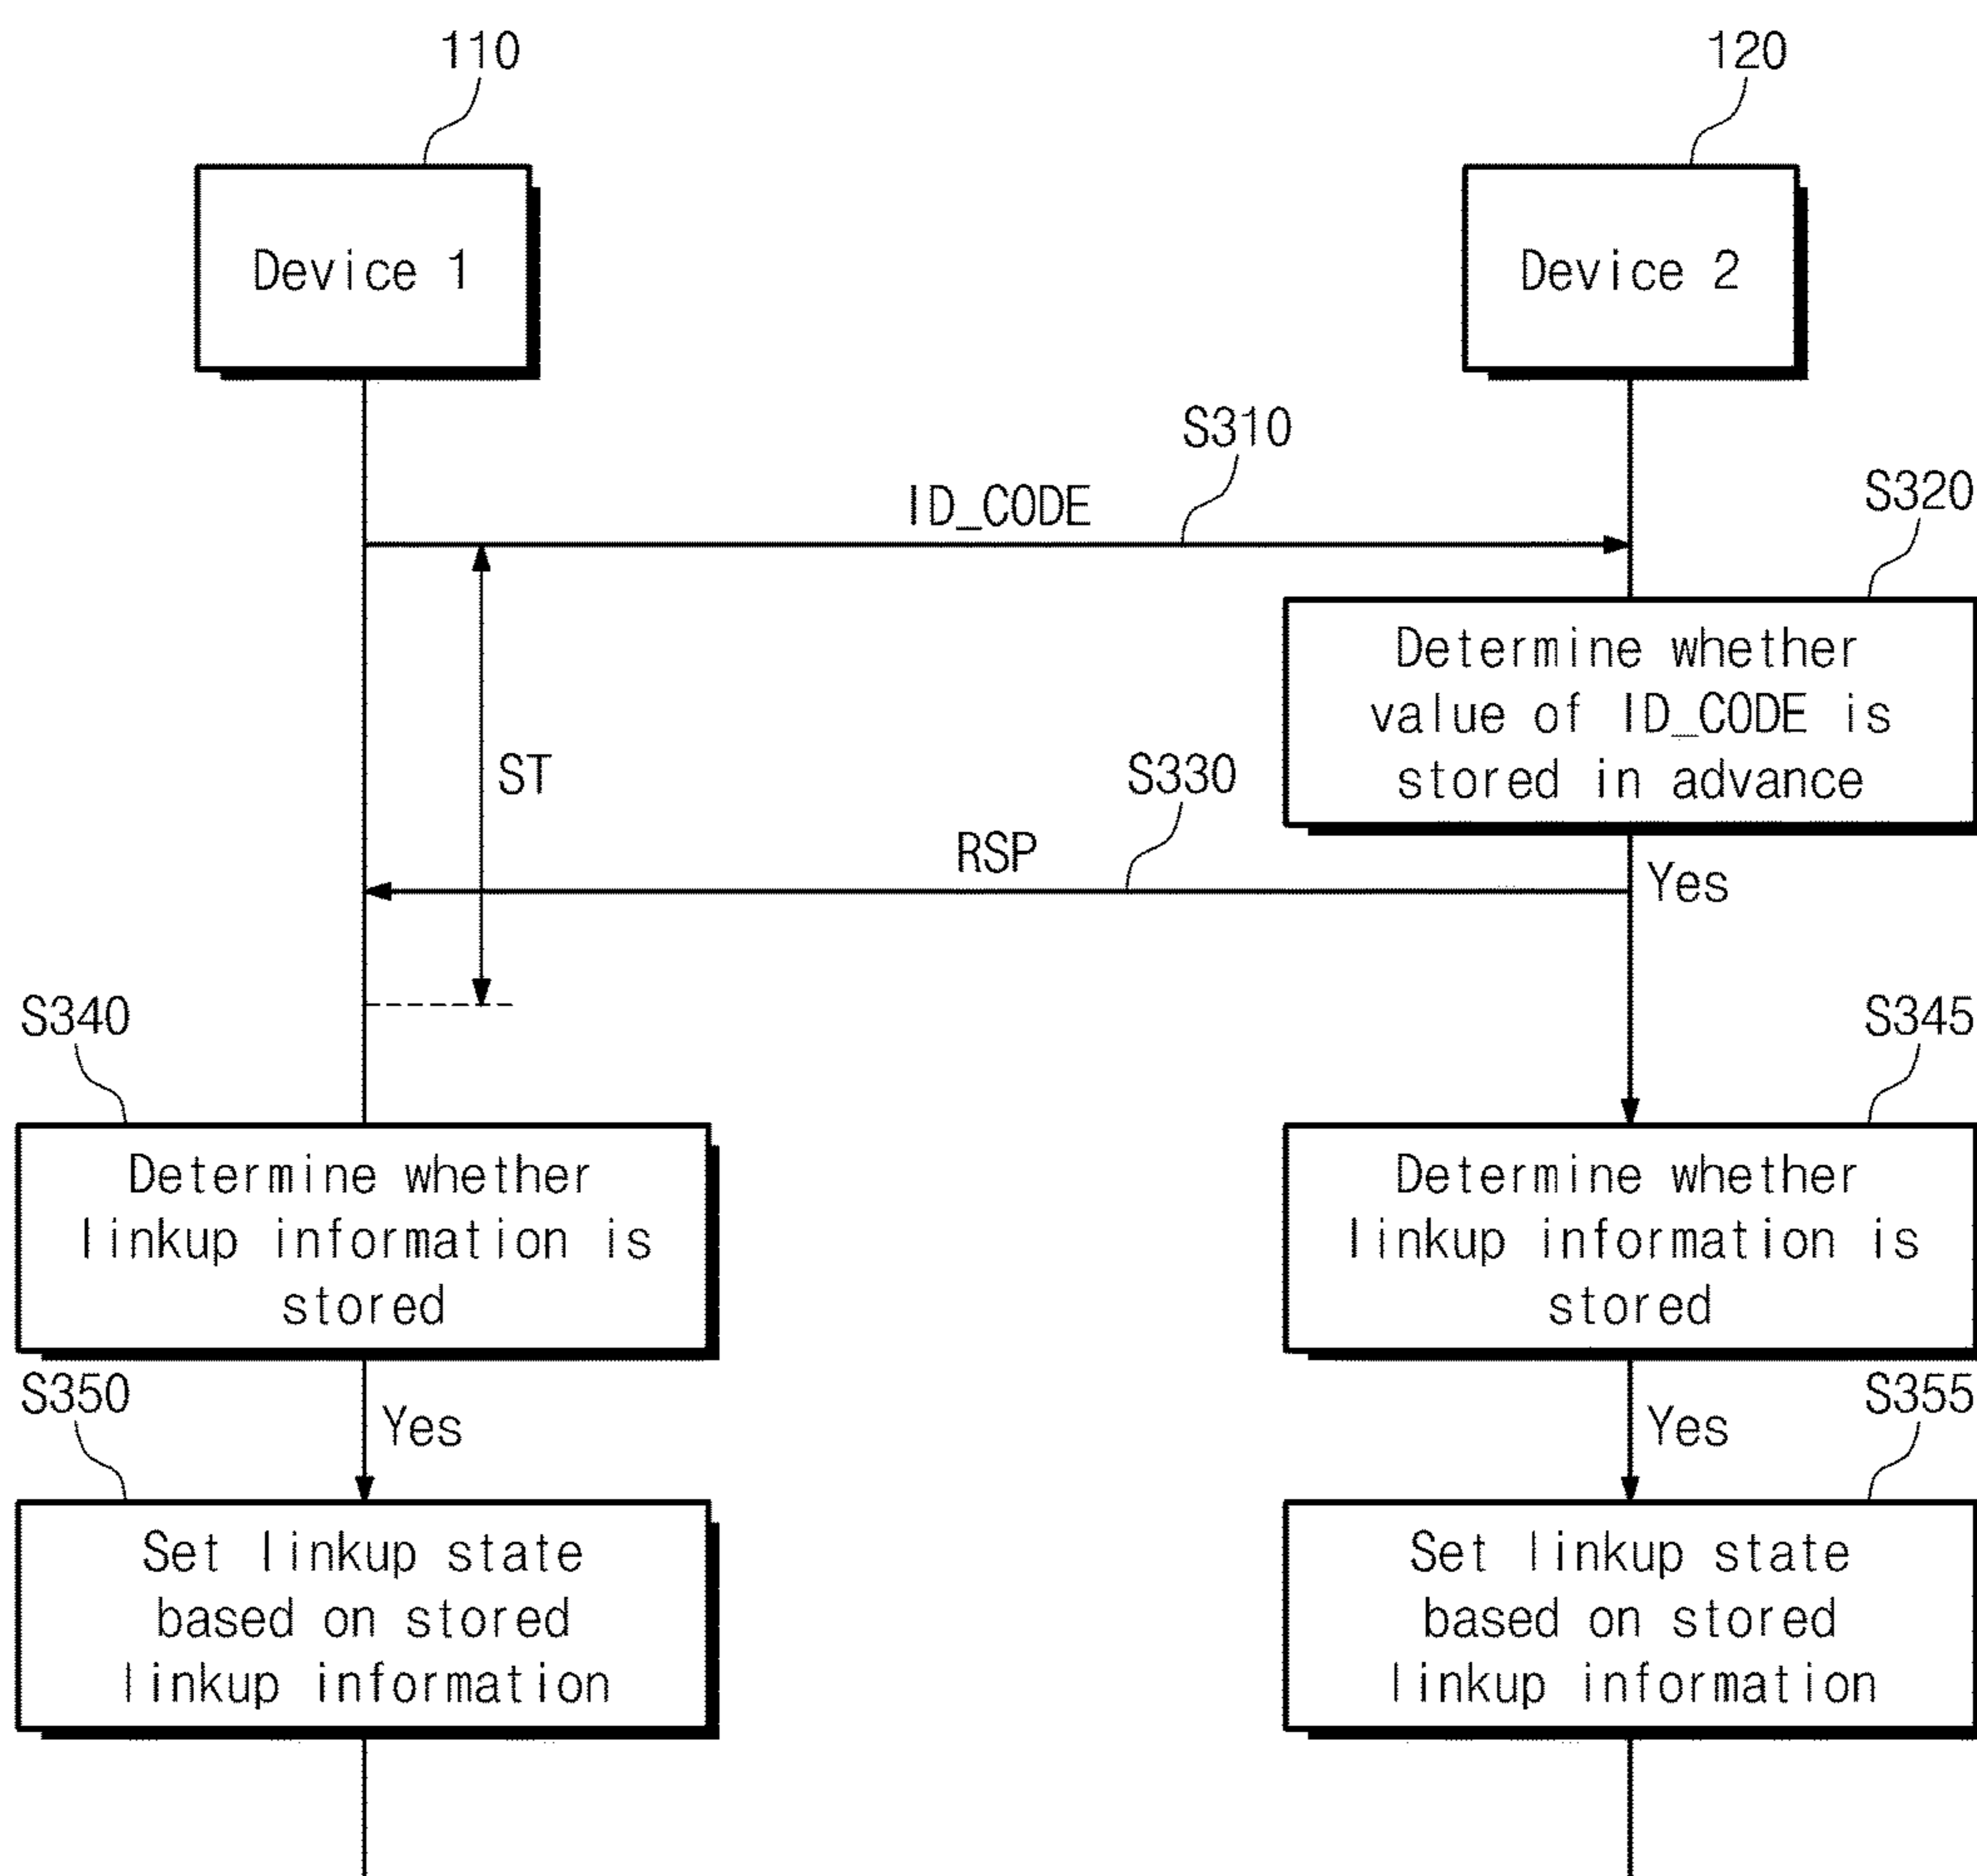 110
120
Device 1
Device 2
S310
ID_CODE
S320
Determine whether
value of ID_CODE is
stored in advance
ST
S330
RSP
Yes
S340
S345
Determine whether
linkup information is
stored
Determine whether
linkup information is
stored
S350
Yes
S355
Yes
Set linkup state
based on stored
linkup information
Set linkup state
based on stored
linkup information